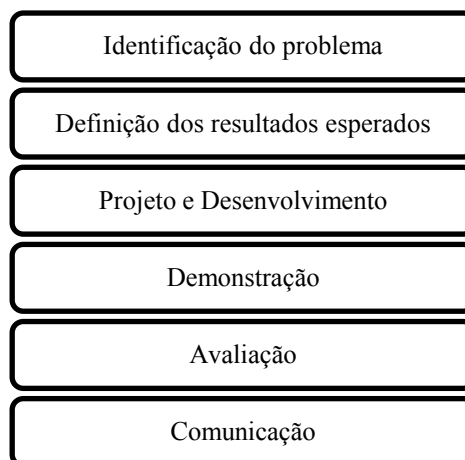 Identificação do problema
Definição dos resultados esperados
Projeto e Desenvolvimento
Demonstração
Avaliação
Comunicação